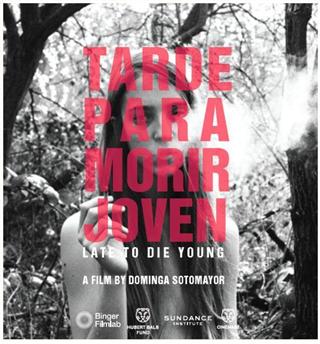 TARDE
PARA
MORIR
JOVEN
LATE TO DIE YOUNG
A FILM BY DOMINGA SOTOMAYOR
Binger
Filmlab
HUBERT BALS
FUND
SUNDANCE
INSTITUTE
CINEMART